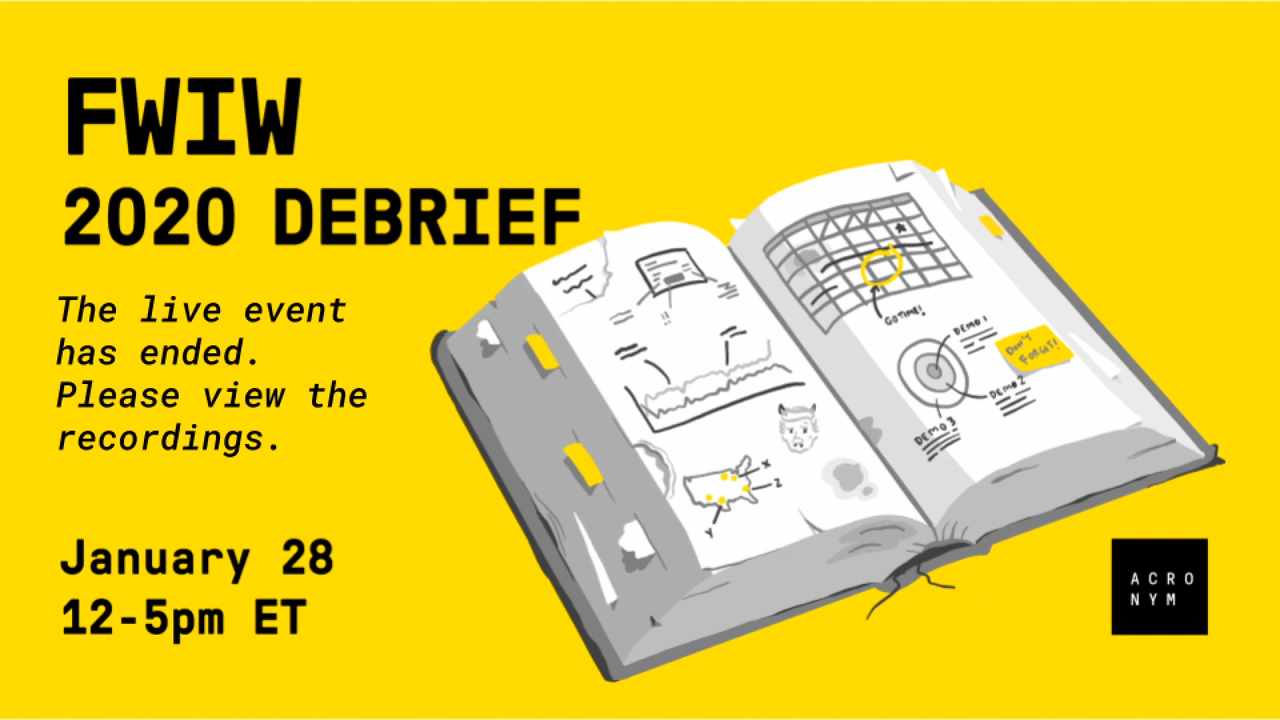 FWIW
2020 DEBRIEF
The live event
has ended.
Please view the
recordings.
January 28
12-5pm ET
GO TIME!
DEMO 1
DON'T
FORGT!
DEMO 2
DEMO 3
X
Z
Y
ACRO
NYM